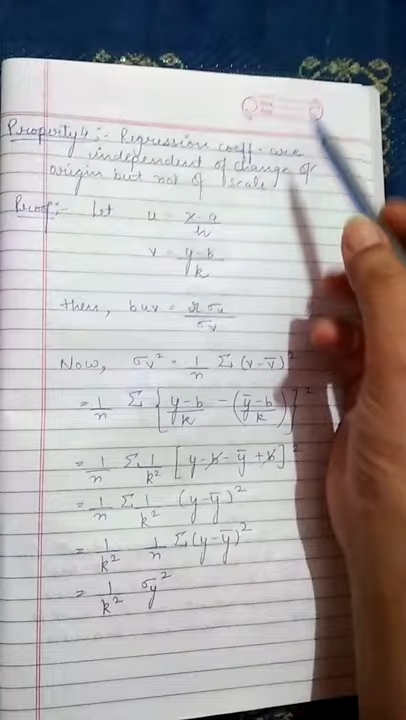 Property 4 :- Regression coeff. are
independent of change of
origin but not of scale
Proof :- Let u = x-a/h
v = y-b/k
then, buv = r σu/σv
Now, σv² = 1/n Σ (v-v̅)²
= 1/n Σ { y-b/k - (y̅-b/k) }²
= 1/n Σ 1/k² [y-b-y̅+b]²
= 1/n Σ 1/k² (y-y̅)²
= 1/k² 1/n Σ(y-y̅)²
= 1/k² σy²